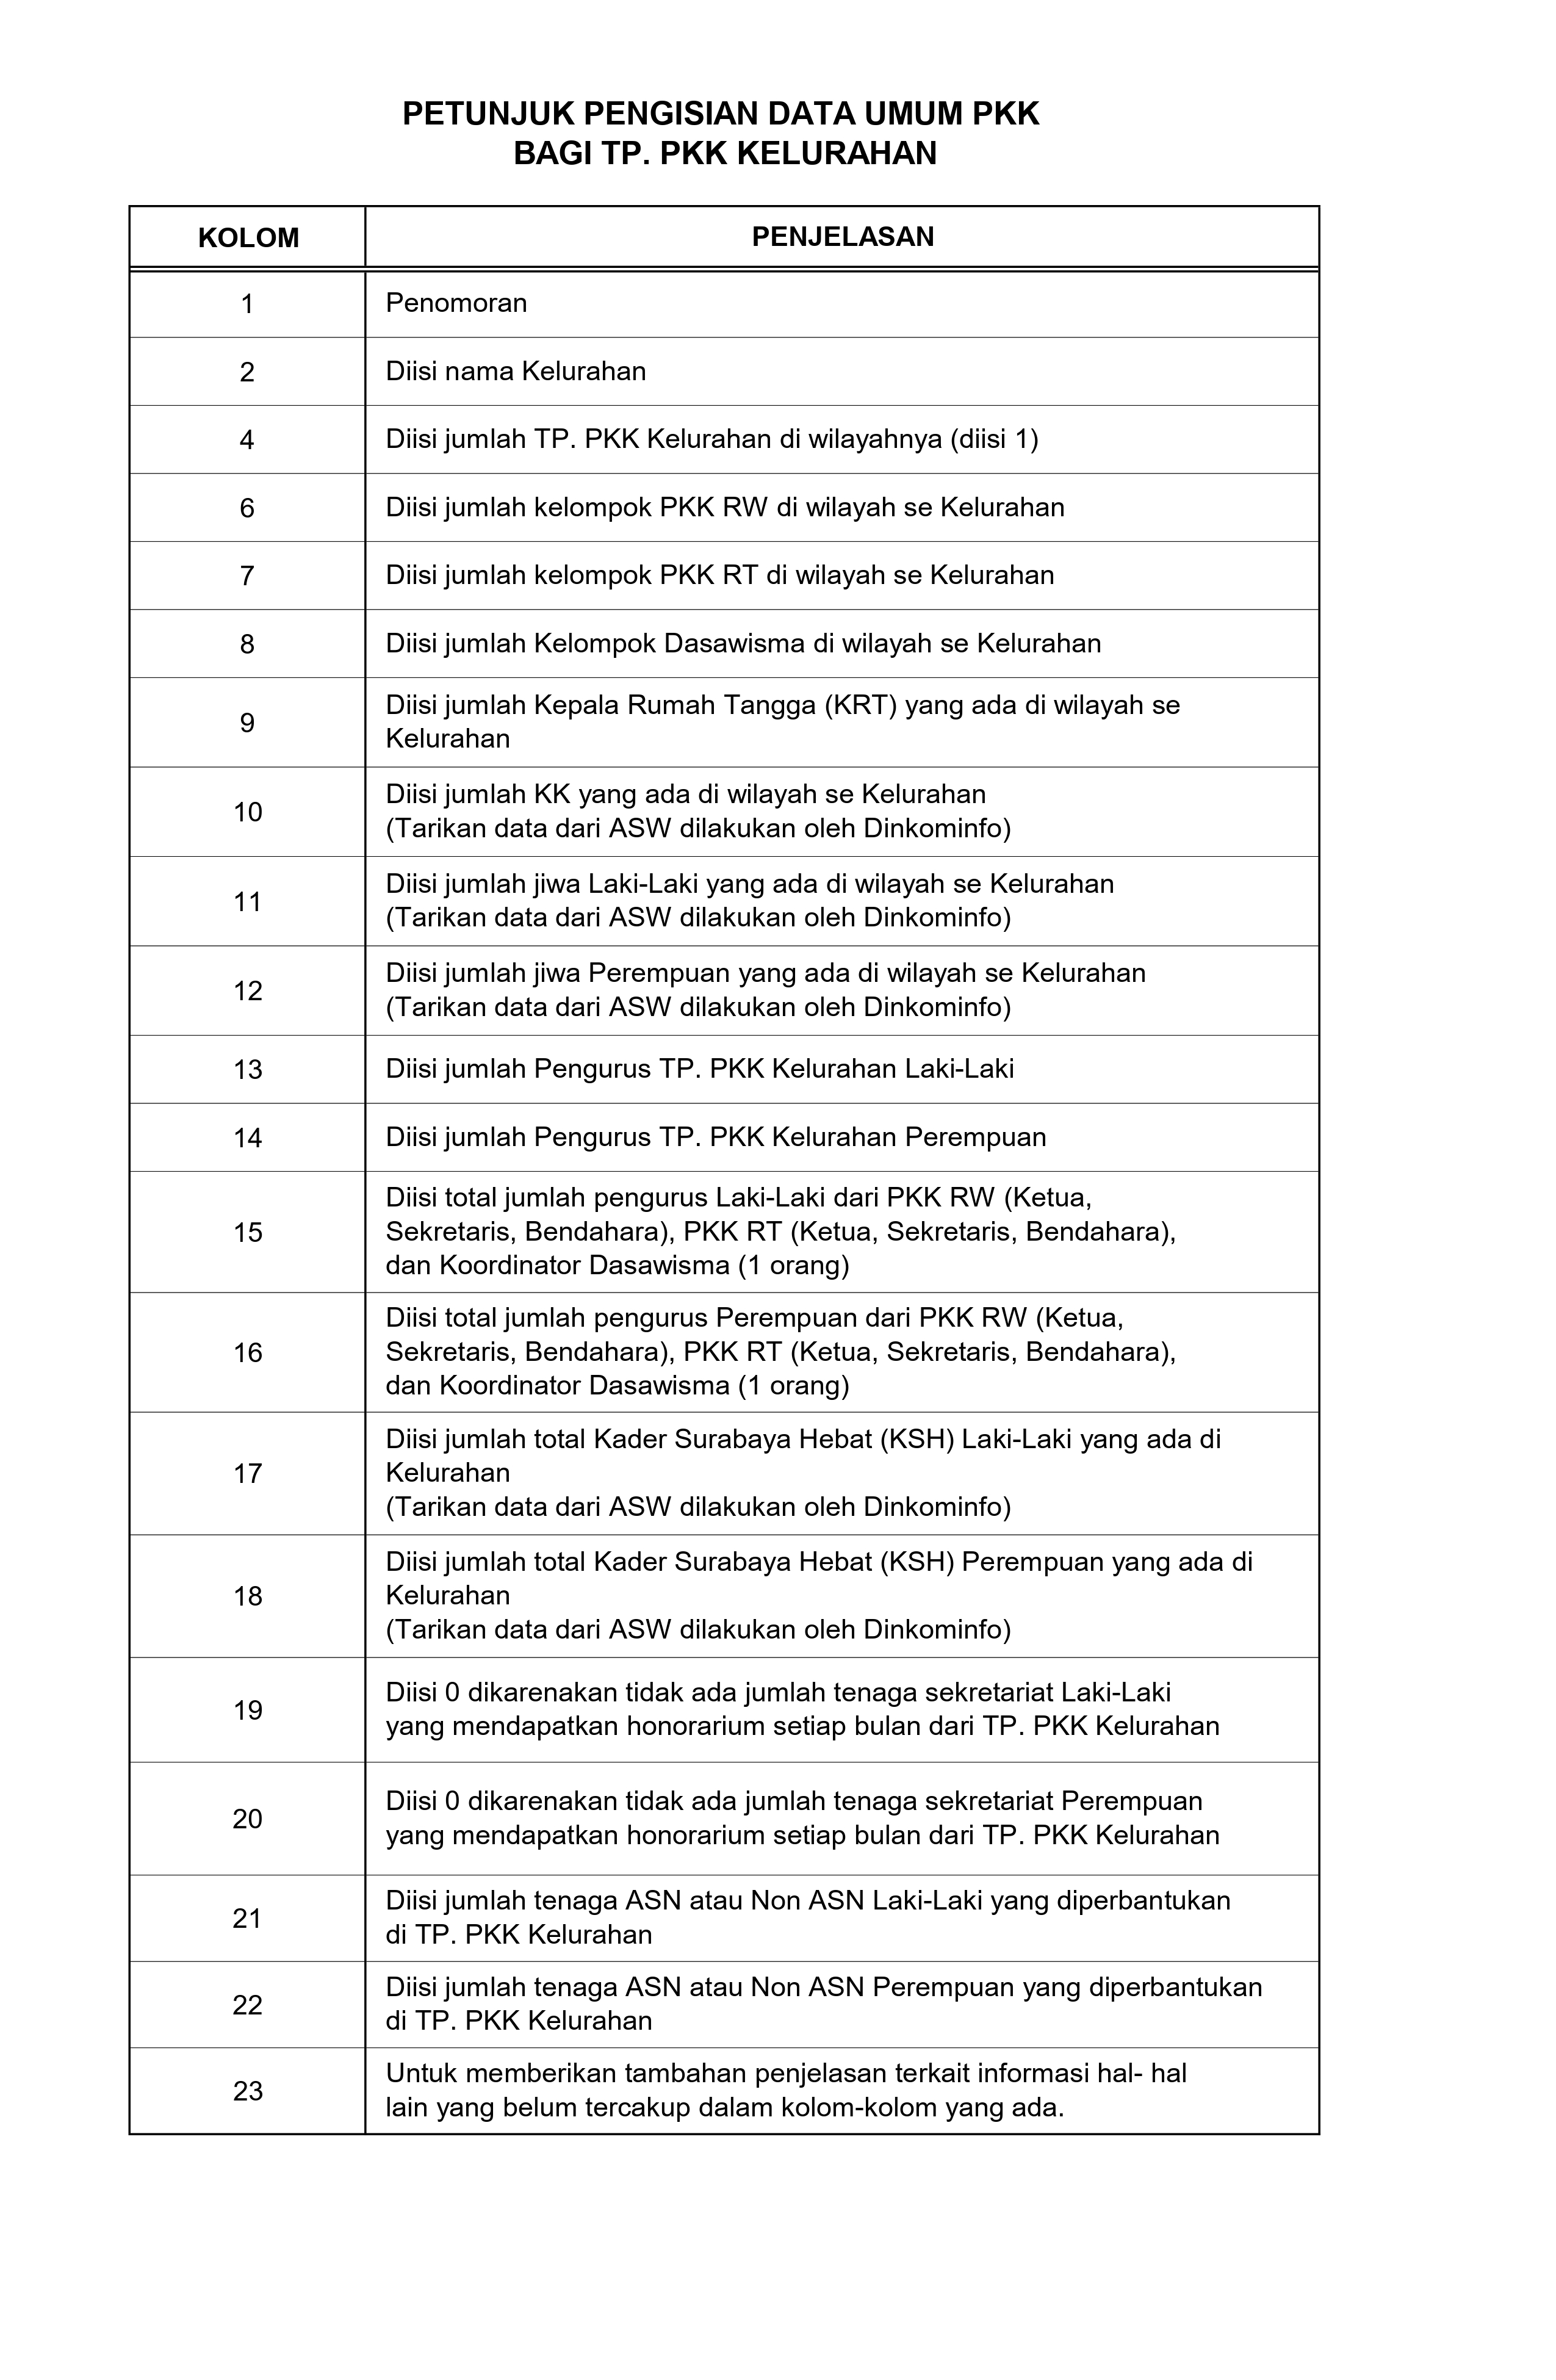 PETUNJUK PENGISIAN DATA UMUM PKK
BAGI TP. PKK KELURAHAN
KOLOM PENJELASAN
1 Penomoran
2 Diisi nama Kelurahan
4 Diisi jumlah TP. PKK Kelurahan di wilayahnya (diisi 1)
6 Diisi jumlah kelompok PKK RW di wilayah se Kelurahan
7 Diisi jumlah kelompok PKK RT di wilayah se Kelurahan
8 Diisi jumlah Kelompok Dasawisma di wilayah se Kelurahan
9 Diisi jumlah Kepala Rumah Tangga (KRT) yang ada di wilayah se
Kelurahan
10 Diisi jumlah KK yang ada di wilayah se Kelurahan
(Tarikan data dari ASW dilakukan oleh Dinkominfo)
11 Diisi jumlah jiwa Laki-Laki yang ada di wilayah se Kelurahan
(Tarikan data dari ASW dilakukan oleh Dinkominfo)
12 Diisi jumlah jiwa Perempuan yang ada di wilayah se Kelurahan
(Tarikan data dari ASW dilakukan oleh Dinkominfo)
13 Diisi jumlah Pengurus TP. PKK Kelurahan Laki-Laki
14 Diisi jumlah Pengurus TP. PKK Kelurahan Perempuan
15 Diisi total jumlah pengurus Laki-Laki dari PKK RW (Ketua,
Sekretaris, Bendahara), PKK RT (Ketua, Sekretaris, Bendahara),
dan Koordinator Dasawisma (1 orang)
16 Diisi total jumlah pengurus Perempuan dari PKK RW (Ketua,
Sekretaris, Bendahara), PKK RT (Ketua, Sekretaris, Bendahara),
dan Koordinator Dasawisma (1 orang)
17 Diisi jumlah total Kader Surabaya Hebat (KSH) Laki-Laki yang ada di
Kelurahan
(Tarikan data dari ASW dilakukan oleh Dinkominfo)
18 Diisi jumlah total Kader Surabaya Hebat (KSH) Perempuan yang ada di
Kelurahan
(Tarikan data dari ASW dilakukan oleh Dinkominfo)
19 Diisi 0 dikarenakan tidak ada jumlah tenaga sekretariat Laki-Laki
yang mendapatkan honorarium setiap bulan dari TP. PKK Kelurahan
20 Diisi 0 dikarenakan tidak ada jumlah tenaga sekretariat Perempuan
yang mendapatkan honorarium setiap bulan dari TP. PKK Kelurahan
21 Diisi jumlah tenaga ASN atau Non ASN Laki-Laki yang diperbantukan
di TP. PKK Kelurahan
22 Diisi jumlah tenaga ASN atau Non ASN Perempuan yang diperbantukan
di TP. PKK Kelurahan
23 Untuk memberikan tambahan penjelasan terkait informasi hal- hal
lain yang belum tercakup dalam kolom-kolom yang ada.